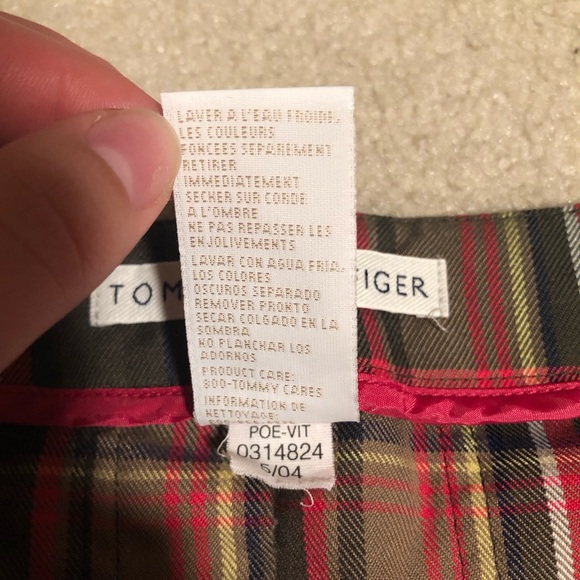 LAVER A L'EAU FROIDE,
LES COULEURS
FONCEES SEPAREMENT
RETIRER
IMMEDIATEMENT
SECHER SUR CORDE
A L'OMBRE
NE PAS REPASSER LES
ENJOLIVEMENTS
LAVAR CON AGUA FRIA,
LOS COLORES
OSCUROS SEPARADO
REMOVER PRONTO
SECAR COLGADO EN LA
SOMBRA
NO PLANCHAR LOS
ADORNOS
PRODUCT CARE:
800-TOMMY CARES
INFORMATION DE
NETTOYAGE:
TOM IGER
POE-VIT
0314824
5/04